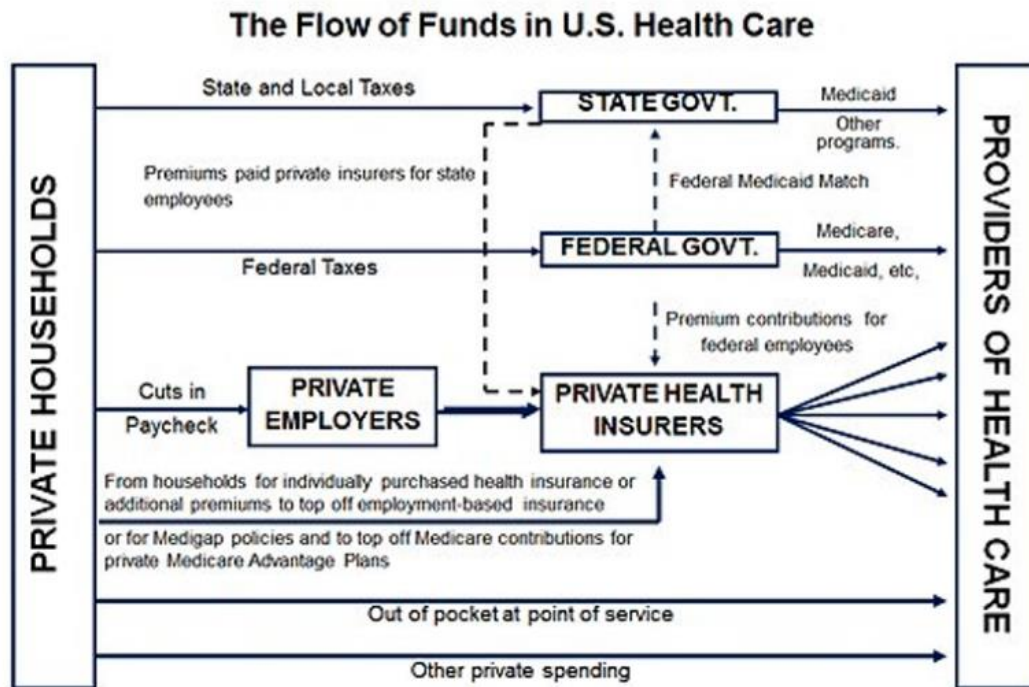 The Flow of Funds in U.S. Health Care
PRIVATE HOUSEHOLDS
State and Local Taxes
STATE GOVT.
Medicaid
Other
programs.
Premiums paid private insurers for state
employees
Federal Medicaid Match
Federal Taxes
FEDERAL GOVT.
Medicare,
Medicaid, etc,
Premium contributions for
federal employees
Cuts in
Paycheck
PRIVATE
EMPLOYERS
PRIVATE HEALTH
INSURERS
From households for individually purchased health insurance or
additional premiums to top off employment-based insurance
or for Medigap policies and to top off Medicare contributions for
private Medicare Advantage Plans
Out of pocket at point of service
Other private spending
PROVIDERS OF HEALTH CARE